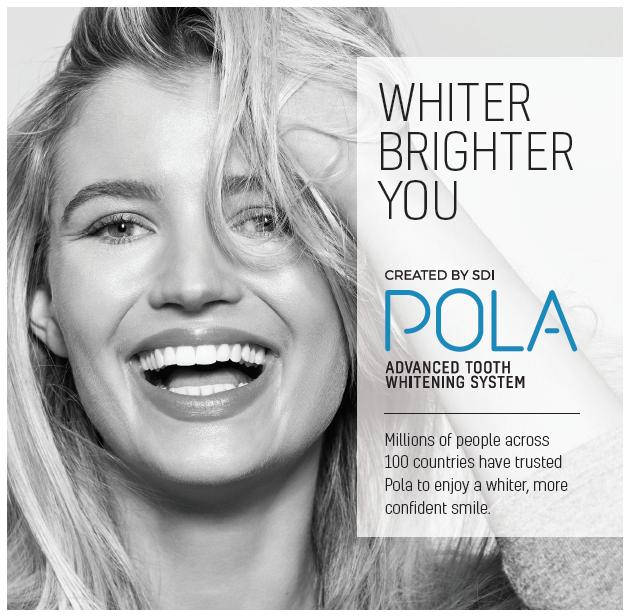 WHITER
BRIGHTER
YOU
CREATED BY SDI
POLA
ADVANCED TOOTH
WHITENING SYSTEM
Millions of people across
100 countries have trusted
Pola to enjoy a whiter, more
confident smile.